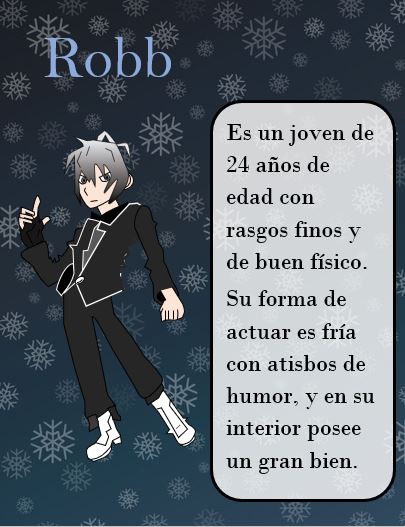 Robb
Es un joven de
24 años de
edad con
rasgos finos y
de buen físico.
Su forma de
actuar es fría
con atisbos de
humor, y en su
interior posee
un gran bien.